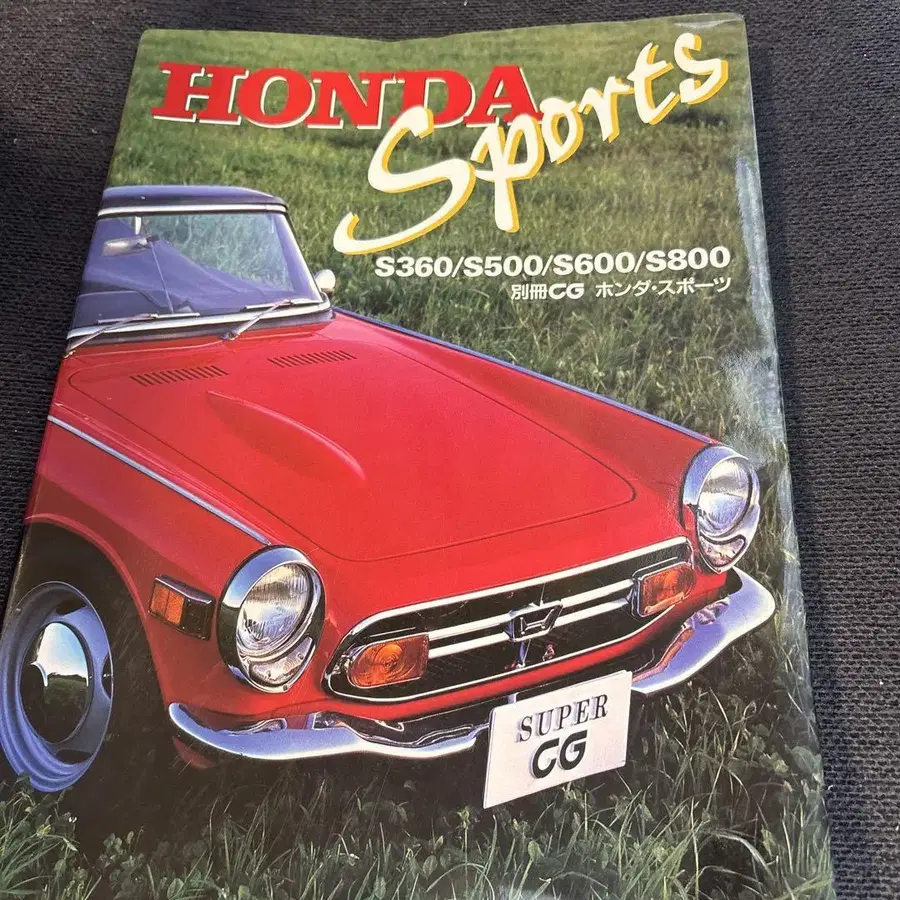 HONDA
Sports
S360/S500/S600/S800
別冊CG ホンダ・スポーツ
SUPER
CG